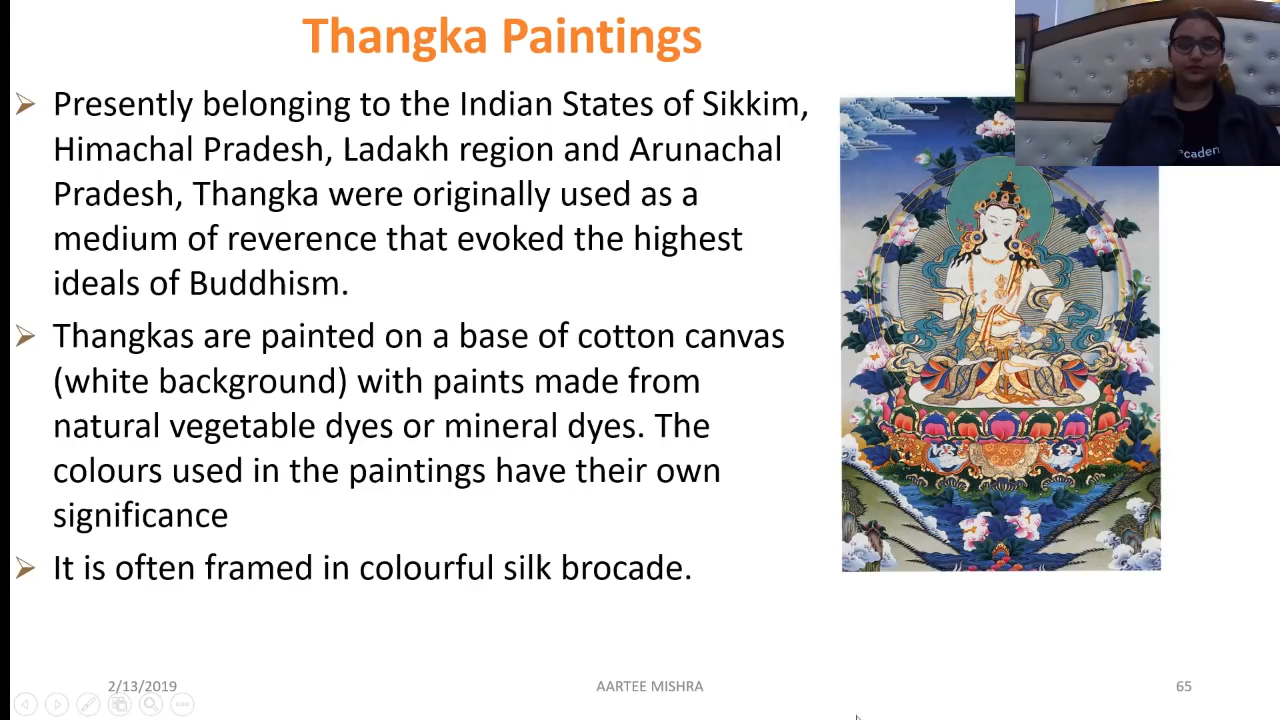 Thangka Paintings
Presently belonging to the Indian States of Sikkim,
Himachal Pradesh, Ladakh region and Arunachal
Pradesh, Thangka were originally used as a
medium of reverence that evoked the highest
ideals of Buddhism.
Thangkas are painted on a base of cotton canvas
(white background) with paints made from
natural vegetable dyes or mineral dyes. The
colours used in the paintings have their own
significance
It is often framed in colourful silk brocade.
2/13/2019
AARTEE MISHRA
65